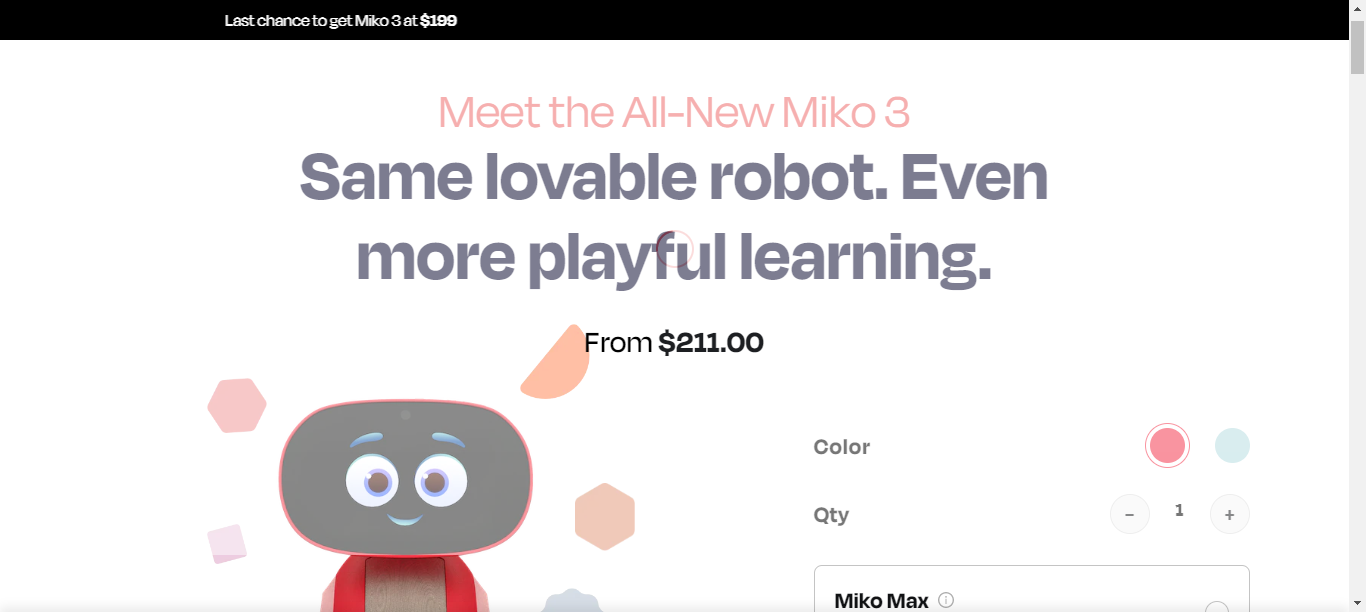 Last chance to get Miko 3 at $199
Meet the All-New Miko 3
Same lovable robot. Even
more playful learning.
From $211.00
Color
Qty
− 1 +
Miko Max